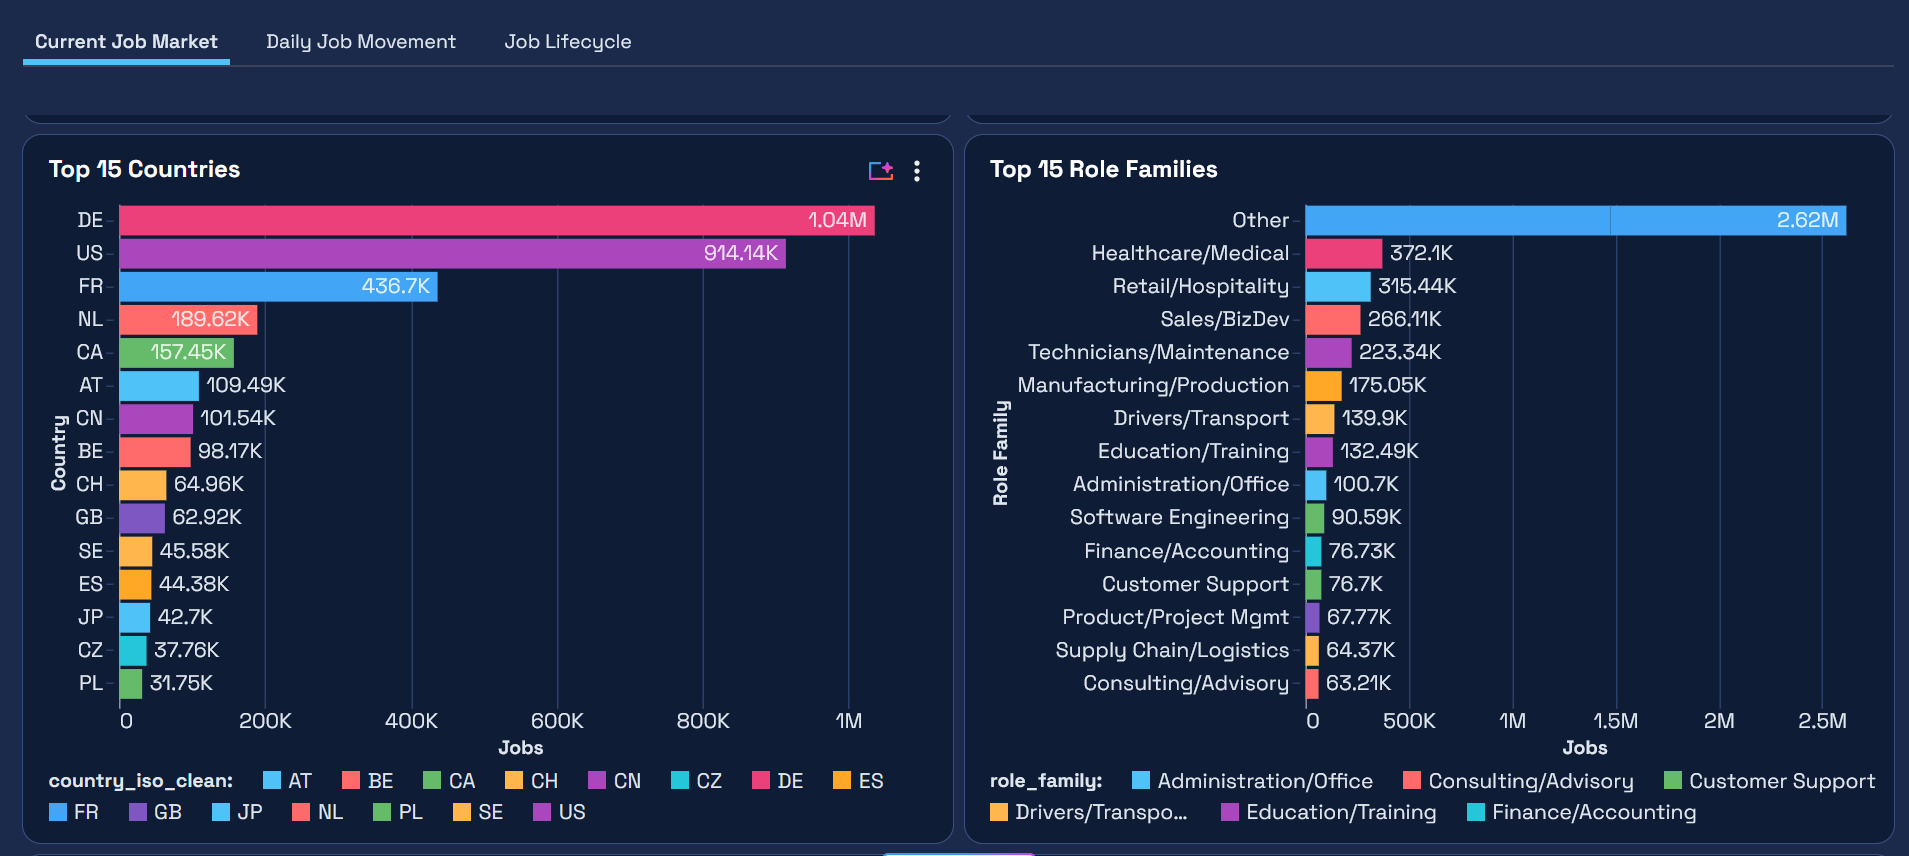 Current Job Market
Daily Job Movement
Job Lifecycle
Top 15 Countries
DE 1.04M
US 914.14K
FR 436.7K
NL 189.62K
CA 157.45K
AT 109.49K
CN 101.54K
BE 98.17K
CH 64.96K
GB 62.92K
SE 45.58K
ES 44.38K
JP 42.7K
CZ 37.76K
PL 31.75K
Country
0 200K 400K 600K 800K 1M
Jobs
country_iso_clean: AT BE CA CH CN CZ DE ES
FR GB JP NL PL SE US
Top 15 Role Families
Other 2.62M
Healthcare/Medical 372.1K
Retail/Hospitality 315.44K
Sales/BizDev 266.11K
Technicians/Maintenance 223.34K
Manufacturing/Production 175.05K
Drivers/Transport 139.9K
Education/Training 132.49K
Administration/Office 100.7K
Software Engineering 90.59K
Finance/Accounting 76.73K
Customer Support 76.7K
Product/Project Mgmt 67.77K
Supply Chain/Logistics 64.37K
Consulting/Advisory 63.21K
Role Family
0 500K 1M 1.5M 2M 2.5M
Jobs
role_family: Administration/Office Consulting/Advisory Customer Support
Drivers/Transpo... Education/Training Finance/Accounting